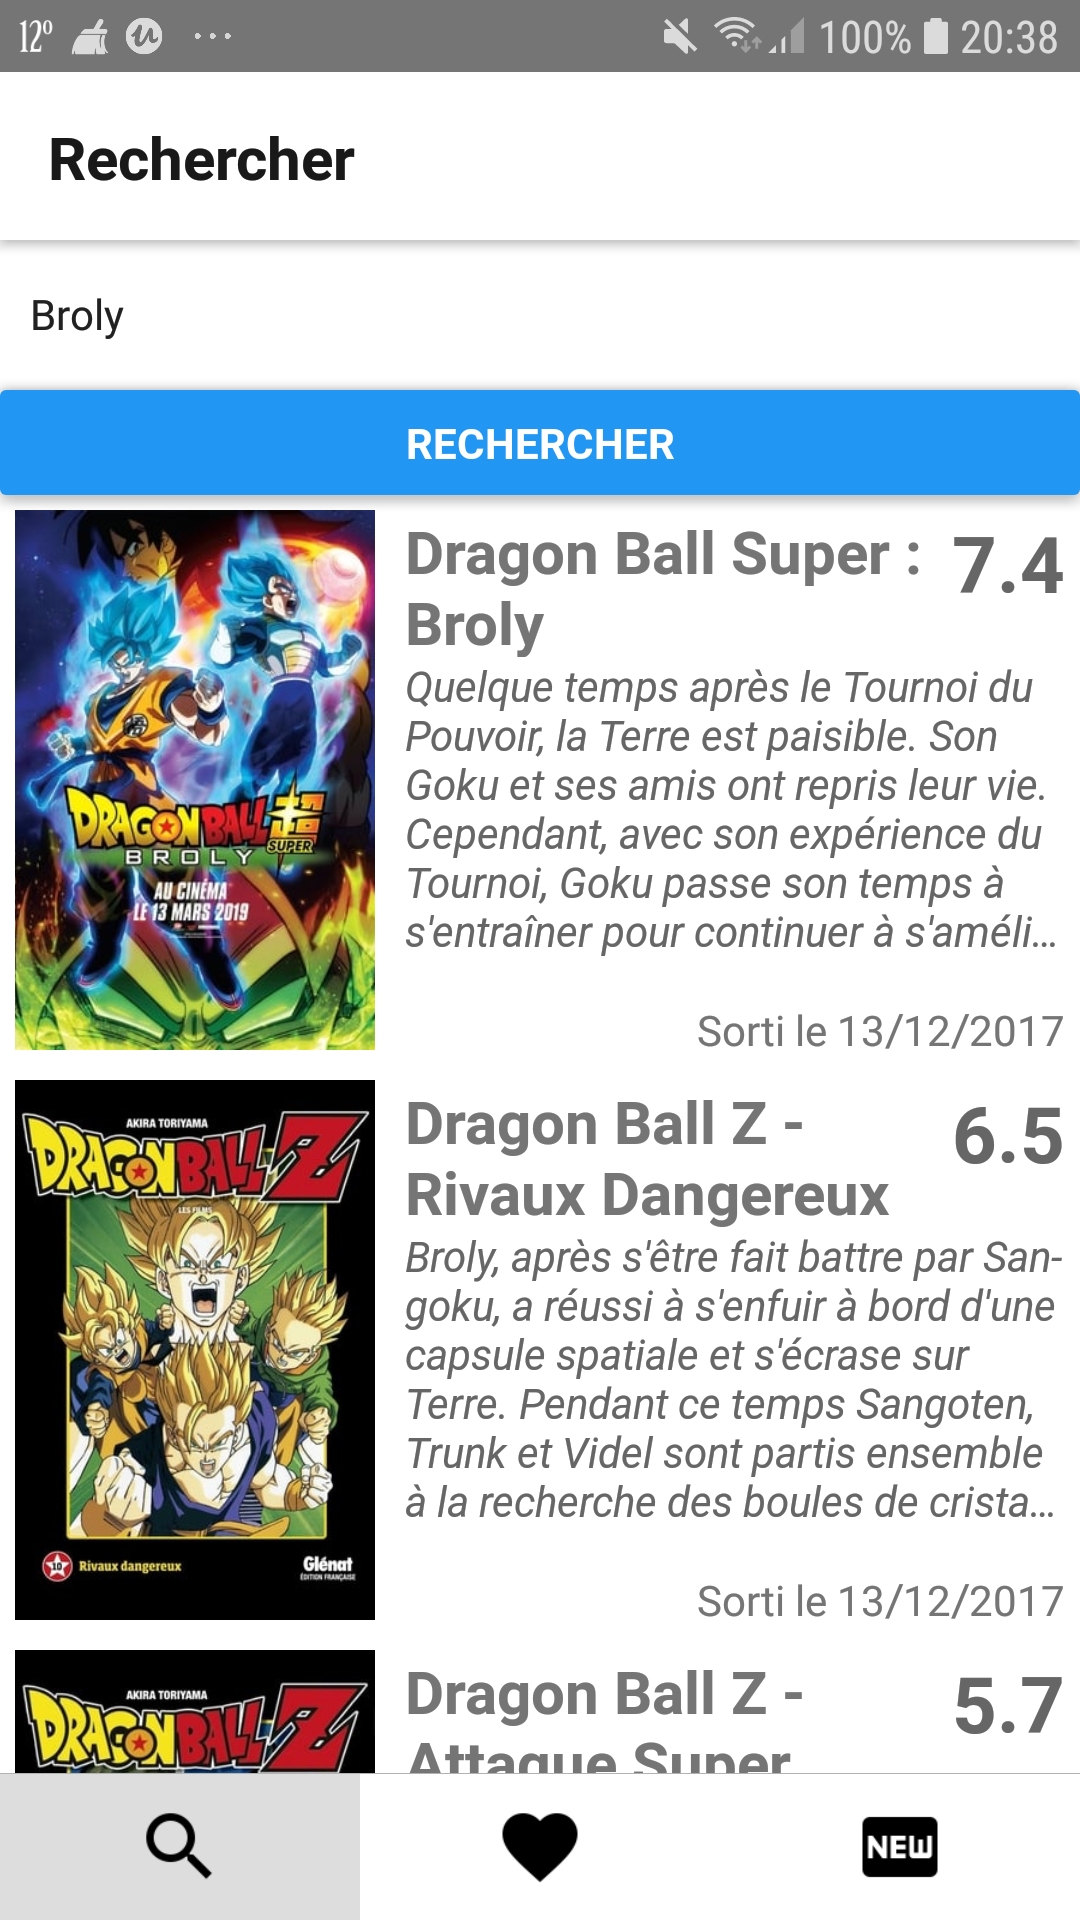 12° 100% 20:38
Rechercher
Broly
RECHERCHER
Dragon Ball Super : 7.4
Broly
Quelque temps après le Tournoi du
Pouvoir, la Terre est paisible. Son
Goku et ses amis ont repris leur vie.
Cependant, avec son expérience du
Tournoi, Goku passe son temps à
s'entraîner pour continuer à s'améli...
Sorti le 13/12/2017
DRAGON BALL
SUPER
BROLY
AU CINÉMA
LE 13 MARS 2019
Dragon Ball Z - 6.5
Rivaux Dangereux
Broly, après s'être fait battre par San-
goku, a réussi à s'enfuir à bord d'une
capsule spatiale et s'écrase sur
Terre. Pendant ce temps Sangoten,
Trunk et Videl sont partis ensemble
à la recherche des boules de crista...
Sorti le 13/12/2017
AKIRA TORIYAMA
DRAGON BALL Z
LES FILMS
10 Rivaux dangereux
Glénat
ÉDITION FRANÇAISE
Dragon Ball Z - 5.7
Attaque Super
AKIRA TORIYAMA
DRAGON BALL Z
NEW